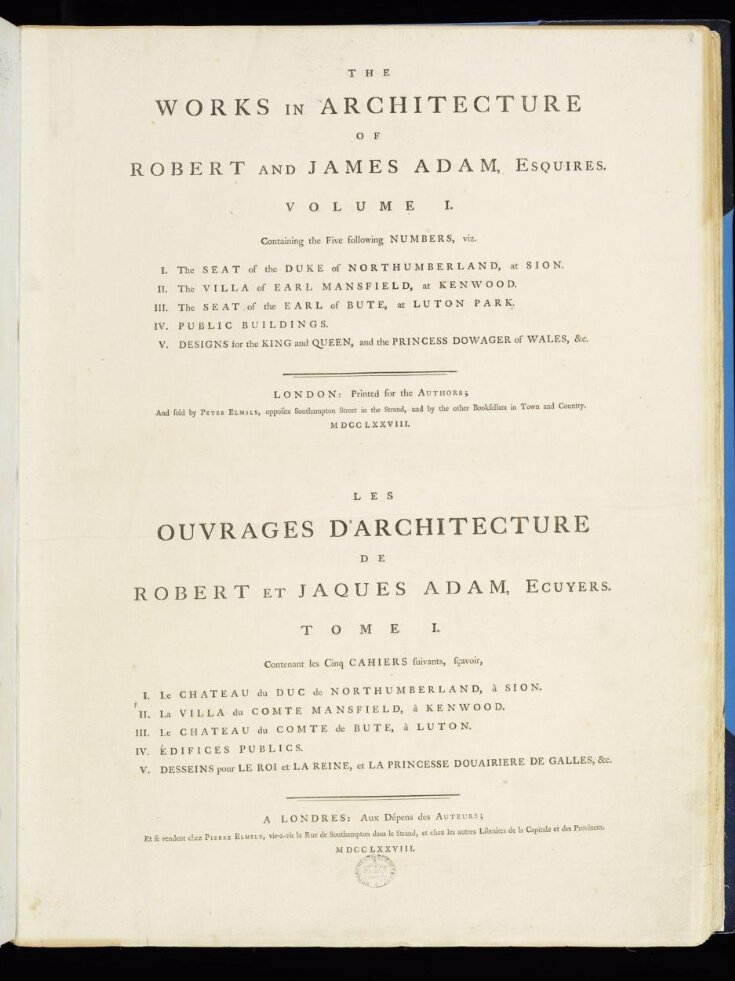 THE
WORKS IN ARCHITECTURE
OF
ROBERT AND JAMES ADAM, ESQUIRES.
VOLUME I.
Containing the Five following NUMBERS, viz.
I. The SEAT of the DUKE of NORTHUMBERLAND, at SION.
II. The VILLA of EARL MANSFIELD, at KENWOOD.
III. The SEAT of the EARL of BUTE, at LUTON PARK.
IV. PUBLIC BUILDINGS.
V. DESIGNS for the KING and QUEEN, and the PRINCESS DOWAGER of WALES, &c.
LONDON: Printed for the AUTHORS;
And ſold by PETER ELMSLY, oppoſite Southampton Street in the Strand, and by the other Bookſellers in Town and Country.
MDCCLXXVIII.
LES
OUVRAGES D'ARCHITECTURE
DE
ROBERT ET JAQUES ADAM, ECUYERS.
TOME I.
Contenant les Cinq CAHIERS ſuivants, ſçavoir,
I. Le CHATEAU du DUC de NORTHUMBERLAND, à SION.
II. La VILLA du COMTE MANSFIELD, à KENWOOD.
III. Le CHATEAU du COMTE de BUTE, à LUTON.
IV. EDIFICES PUBLICS.
V. DESSEINS pour LE ROI et LA REINE, et LA PRINCESSE DOUAIRIERE DE GALLES, &c.
A LONDRES: Aux Dépens des AUTEURS;
Et ſe vendent chez PIERRE ELMSLY, vis-a-vis la Rue de Southampton dans le Strand, et chez les autres Libraires de la Capitale et des Provinces.
MDCCLXXVIII.